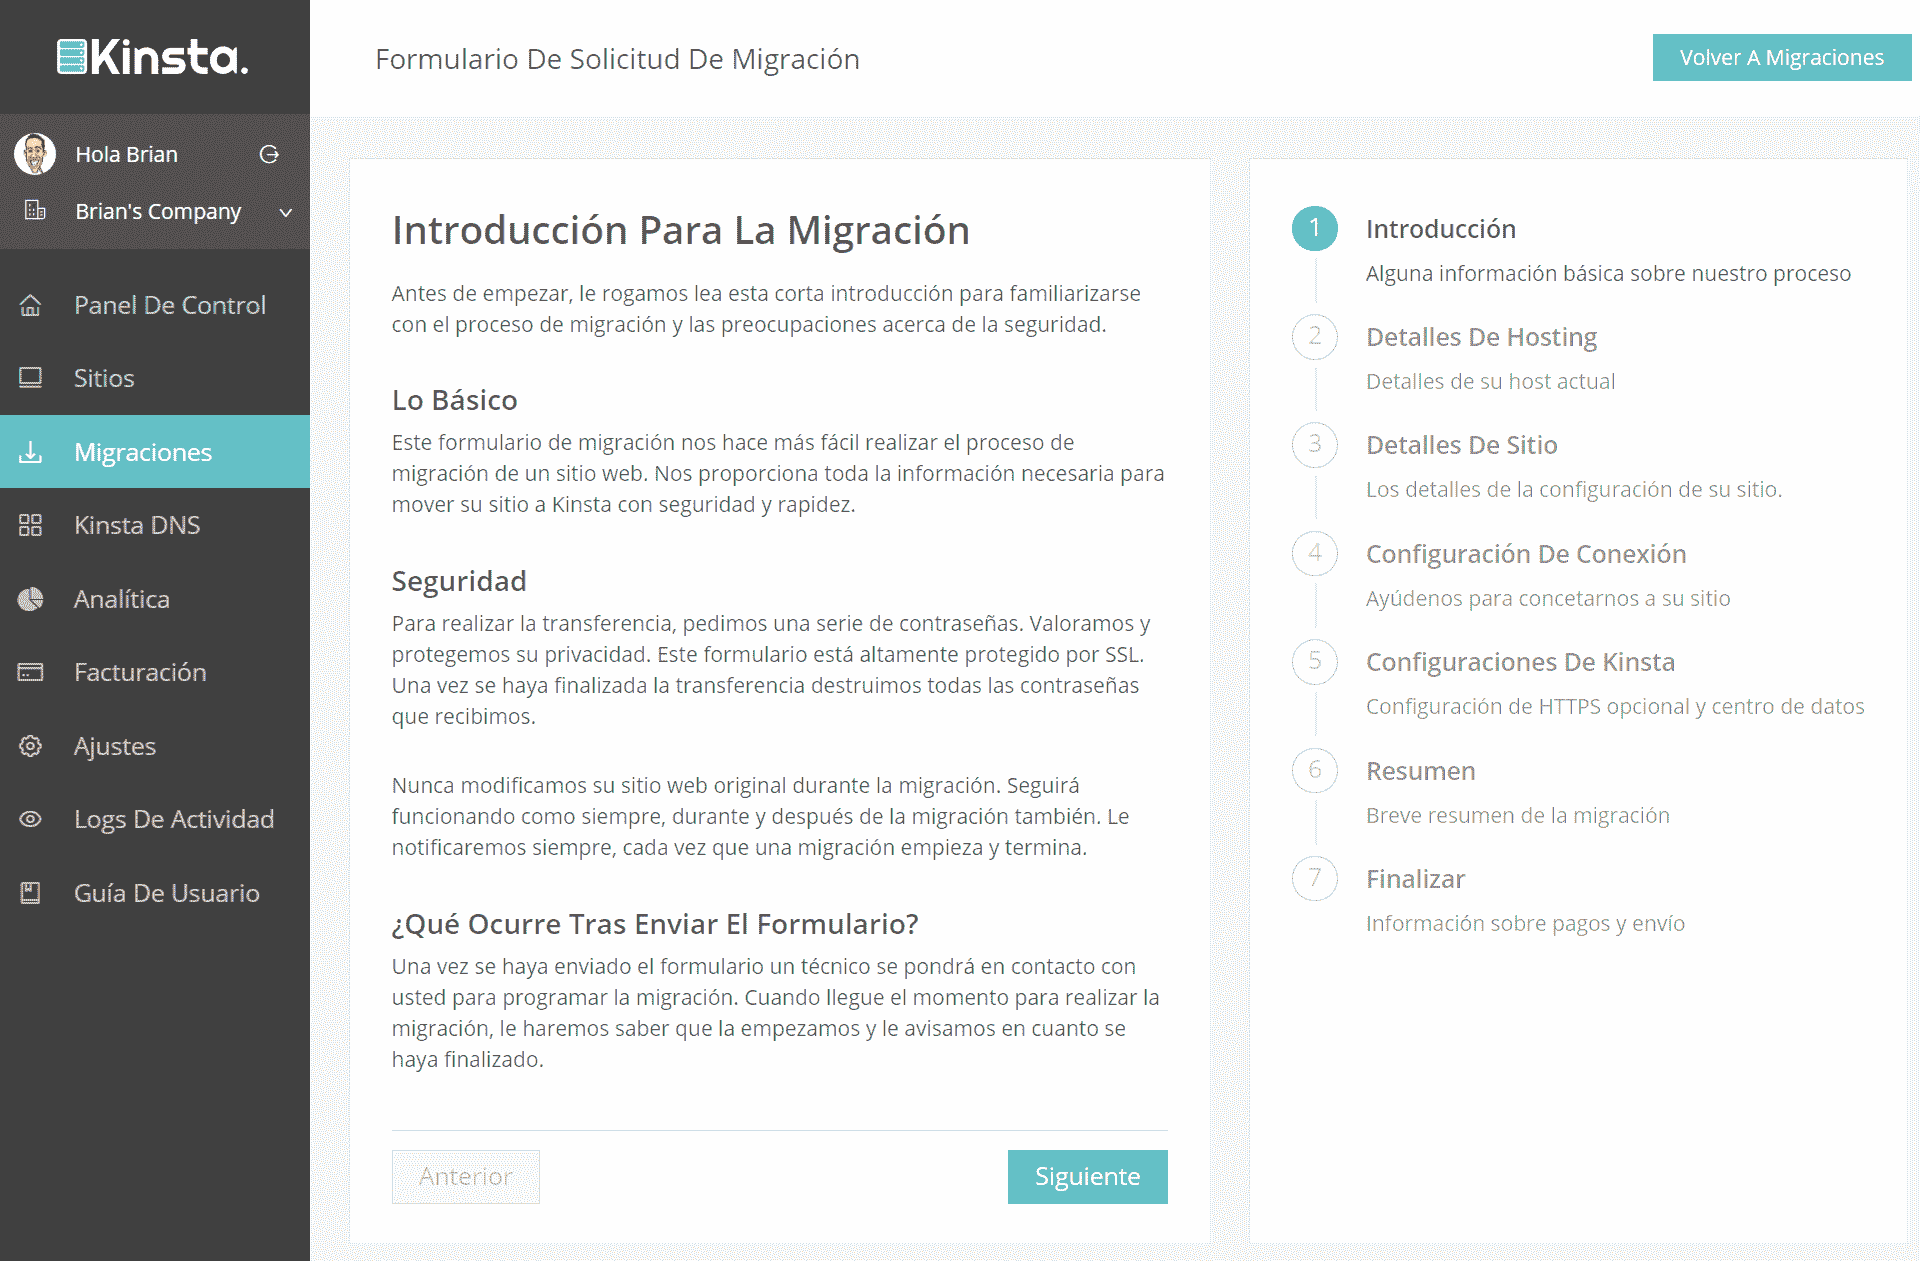 Kinsta.
Hola Brian
Brian's Company
Panel De Control
Sitios
Migraciones
Kinsta DNS
Analítica
Facturación
Ajustes
Logs De Actividad
Guía De Usuario
Formulario De Solicitud De Migración
Volver A Migraciones
Introducción Para La Migración
Antes de empezar, le rogamos lea esta corta introducción para familiarizarse
con el proceso de migración y las preocupaciones acerca de la seguridad.
Lo Básico
Este formulario de migración nos hace más fácil realizar el proceso de
migración de un sitio web. Nos proporciona toda la información necesaria para
mover su sitio a Kinsta con seguridad y rapidez.
Seguridad
Para realizar la transferencia, pedimos una serie de contraseñas. Valoramos y
protegemos su privacidad. Este formulario está altamente protegido por SSL.
Una vez se haya finalizada la transferencia destruimos todas las contraseñas
que recibimos.
Nunca modificamos su sitio web original durante la migración. Seguirá
funcionando como siempre, durante y después de la migración también. Le
notificaremos siempre, cada vez que una migración empieza y termina.
¿Qué Ocurre Tras Enviar El Formulario?
Una vez se haya enviado el formulario un técnico se pondrá en contacto con
usted para programar la migración. Cuando llegue el momento para realizar la
migración, le haremos saber que la empezamos y le avisamos en cuanto se
haya finalizado.
Anterior
Siguiente
1 Introducción
Alguna información básica sobre nuestro proceso
2 Detalles De Hosting
Detalles de su host actual
3 Detalles De Sitio
Los detalles de la configuración de su sitio.
4 Configuración De Conexión
Ayúdenos para concetarnos a su sitio
5 Configuraciones De Kinsta
Configuración de HTTPS opcional y centro de datos
6 Resumen
Breve resumen de la migración
7 Finalizar
Información sobre pagos y envío